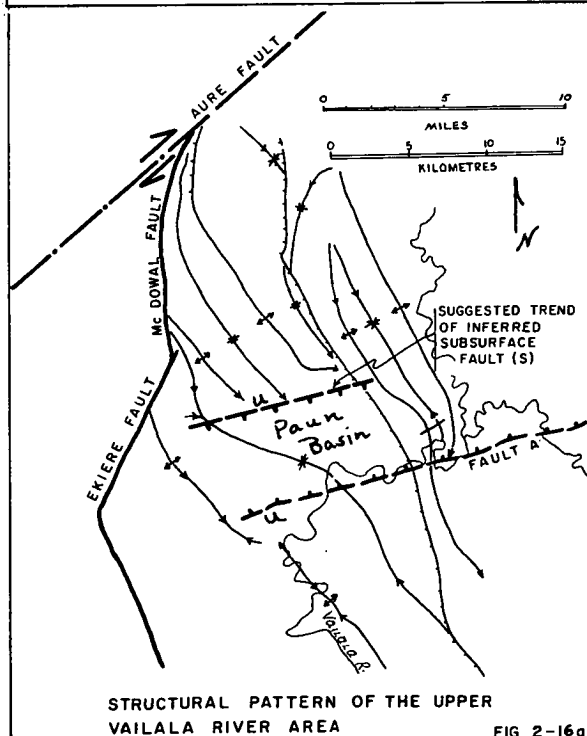 AURE FAULT
0 5 10
MILES
0 5 10 15
KILOMETRES
N
Mc DOWAL FAULT
SUGGESTED TREND
OF INFERRED
SUBSURFACE
FAULT (S)
U
Paun
Basin
EKIERE FAULT
FAULT 'A'
U
Vailala R.
STRUCTURAL PATTERN OF THE UPPER
VAILALA RIVER AREA
FIG 2-16a